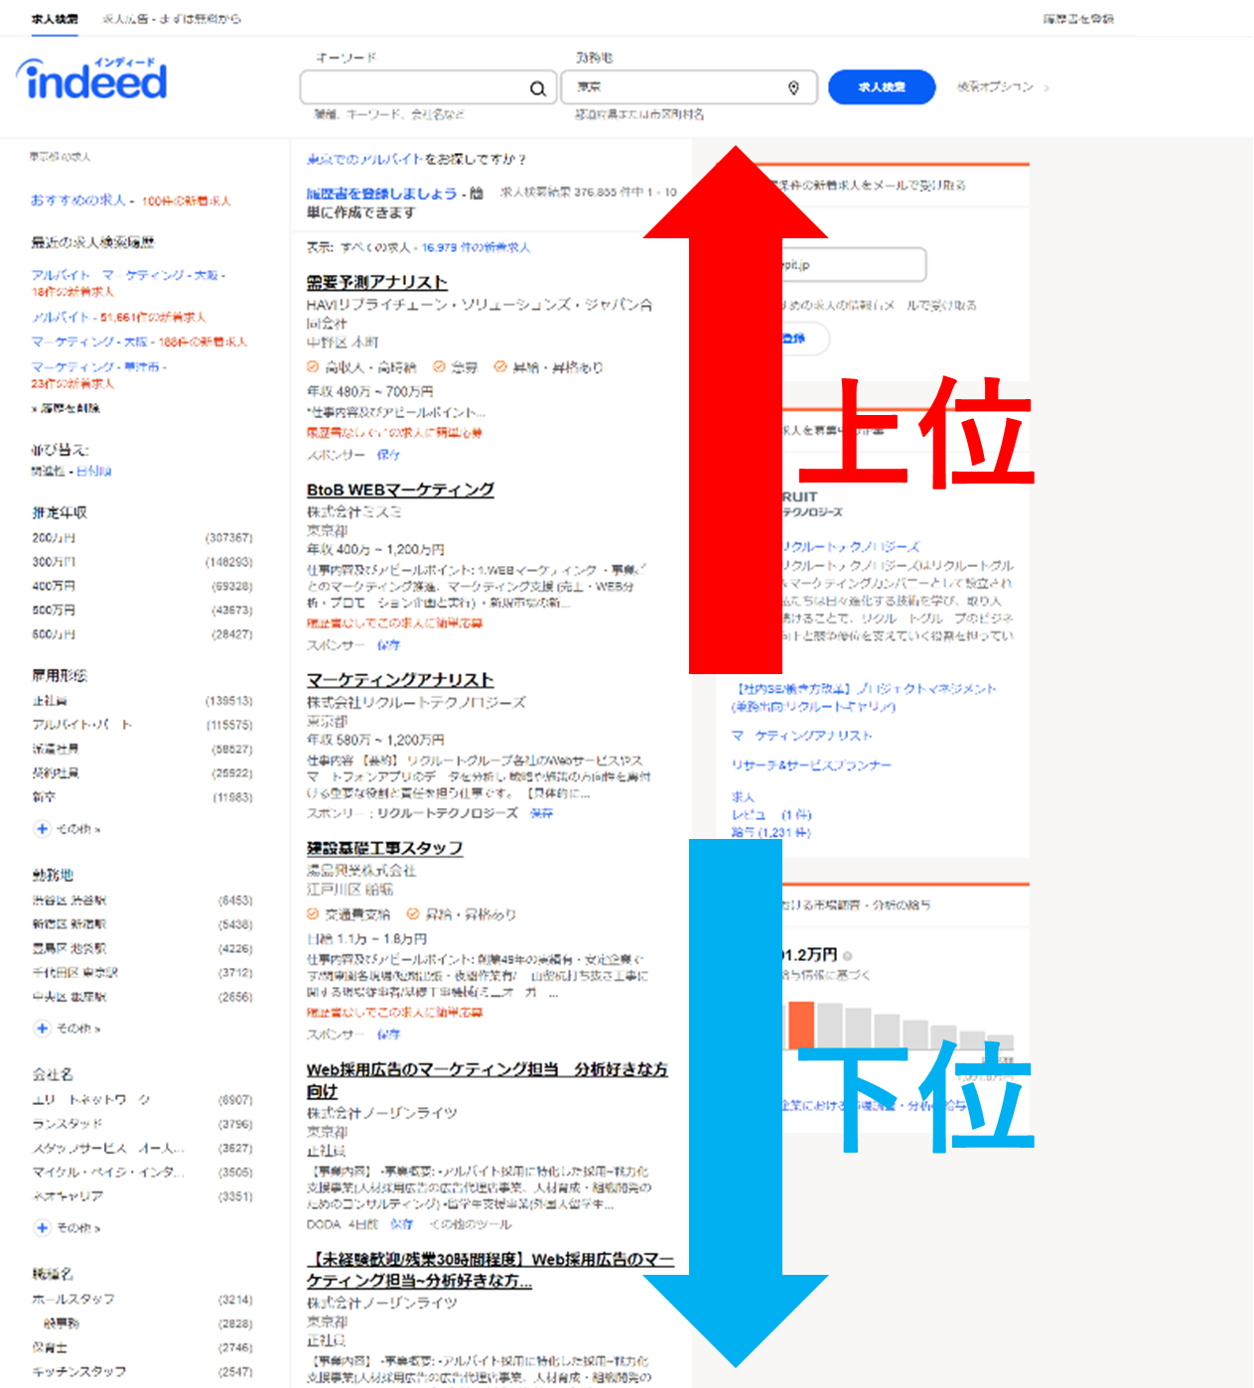 求人検索
求人広告 - まずは無料から
履歴書を登録
インディード
indeed
キーワード
勤務地
東京
求人検索
検索オプション
職種、キーワード、会社名など
都道府県または市区町村名
東京都 の求人
おすすめの求人 - 100件の新着求人
最近の求人検索履歴
アルバイト マーケティング - 大阪 -
18件の新着求人
アルバイト - 51,661件の新着求人
マーケティング - 大阪 - 188件の新着求人
マーケティング - 草津市 -
23件の新着求人
» 履歴を削除
並び替え:
関連性 - 日付順
推定年収
200万円 (307367)
300万円 (148293)
400万円 (69328)
500万円 (43673)
600万円 (28427)
雇用形態
正社員 (139513)
アルバイト・パート (115575)
派遣社員 (58527)
契約社員 (25922)
新卒 (11983)
その他 »
勤務地
渋谷区 渋谷駅 (6453)
新宿区 新宿駅 (5438)
豊島区 池袋駅 (4226)
千代田区 東京駅 (3712)
中央区 銀座駅 (2656)
その他 »
会社名
エリートネットワーク (6907)
ランスタッド (3796)
スタッフサービス オー人... (3627)
マイケル・ペイジ・インタ... (3505)
ネオキャリア (3351)
その他 »
職種名
ホールスタッフ (3214)
一般事務 (2828)
保育士 (2746)
キッチンスタッフ (2547)
東京でのアルバイトをお探しですか？
履歴書を登録しましょう - 簡
単に作成できます
求人検索結果 376,855 件中 1 - 10
表示: すべての求人 - 16,979 件の新着求人
需要予測アナリスト
HAVIサプライチェーン・ソリューションズ・ジャパン合
同会社
中野区 本町
高収入・高時給 急募 昇給・昇格あり
年収 480万 ~ 700万円
*仕事内容及びアピールポイント...
履歴書なしでこの求人に簡単応募
スポンサー 保存
BtoB WEBマーケティング
株式会社ミスミ
東京都
年収 400万 ~ 1,200万円
仕事内容及びアピールポイント: 1.WEBマーケティング ・事業ご
とのマーケティング推進、マーケティング支援 (売上・WEB分
析・プロモーション企画と実行) ・新規市場の新...
履歴書なしでこの求人に簡単応募
スポンサー 保存
マーケティングアナリスト
株式会社リクルートテクノロジーズ
東京都
年収 580万 ~ 1,200万円
仕事内容 【要約】 リクルートグループ各社のWebサービスやス
マートフォンアプリのデータを分析し 戦略や施策の方向性を裏付
ける重要な役割と責任を担う仕事です。 【具体的に...
スポンサー : リクルートテクノロジーズ 保存
建設基礎工事スタッフ
湯島興業株式会社
江戸川区 船堀
交通費支給 昇給・昇格あり
日給 1.1万 ~ 1.8万円
仕事内容及びアピールポイント: 創業49年の実績有・安定企業で
関する現場従事者/基礎工事機械(ミニオーガー...
履歴書なしでこの求人に簡単応募
スポンサー 保存
Web採用広告のマーケティング担当 分析好きな方
向け
株式会社ノーザンライツ
東京都
正社員
【事業内容】 -事業概要: -アルバイト採用に特化した採用~戦力化
支援事業(人材採用広告の広告代理店事業、人材育成・組織開発の
ためのコンサルティング) •留学生支援事業(外国人留学生...
DODA 4日前 保存 その他のツール
【未経験歓迎/残業30時間程度】Web採用広告のマー
ケティング担当~分析好きな方...
株式会社ノーザンライツ
東京都
正社員
【事業内容】 -事業概要: -アルバイト採用に特化した採用~戦力化
支援事業(人材採用広告の広告代理店事業、人材育成・組織開発の
条件の新着求人をメールで受け取る
pit.jp
すめの求人の情報をメールで受け取る
登録
上位
求人を募集中の企業
RUIT
テクノロジーズ
リクルートテクノロジーズ
リクルートテクノロジーズはリクルートグル
&マーケティングカンパニーとして設立され
私たちは日々進化する技術を学び、取り入
続けることで、リクルートグループのビジネ
向上と競争優位を支えていく役割を担ってい
【社内SE/働き方改革】プロジェクトマネジメント
(兼務出向:リクルートキャリア)
マーケティングアナリスト
リサーチ&サービスプランナー
求人
レビュー (1 件)
給与 (1,231 件)
おける市場調査・分析の給与
1.2万円
給与情報に基づく
下位
企業における市場調査・分析の給与